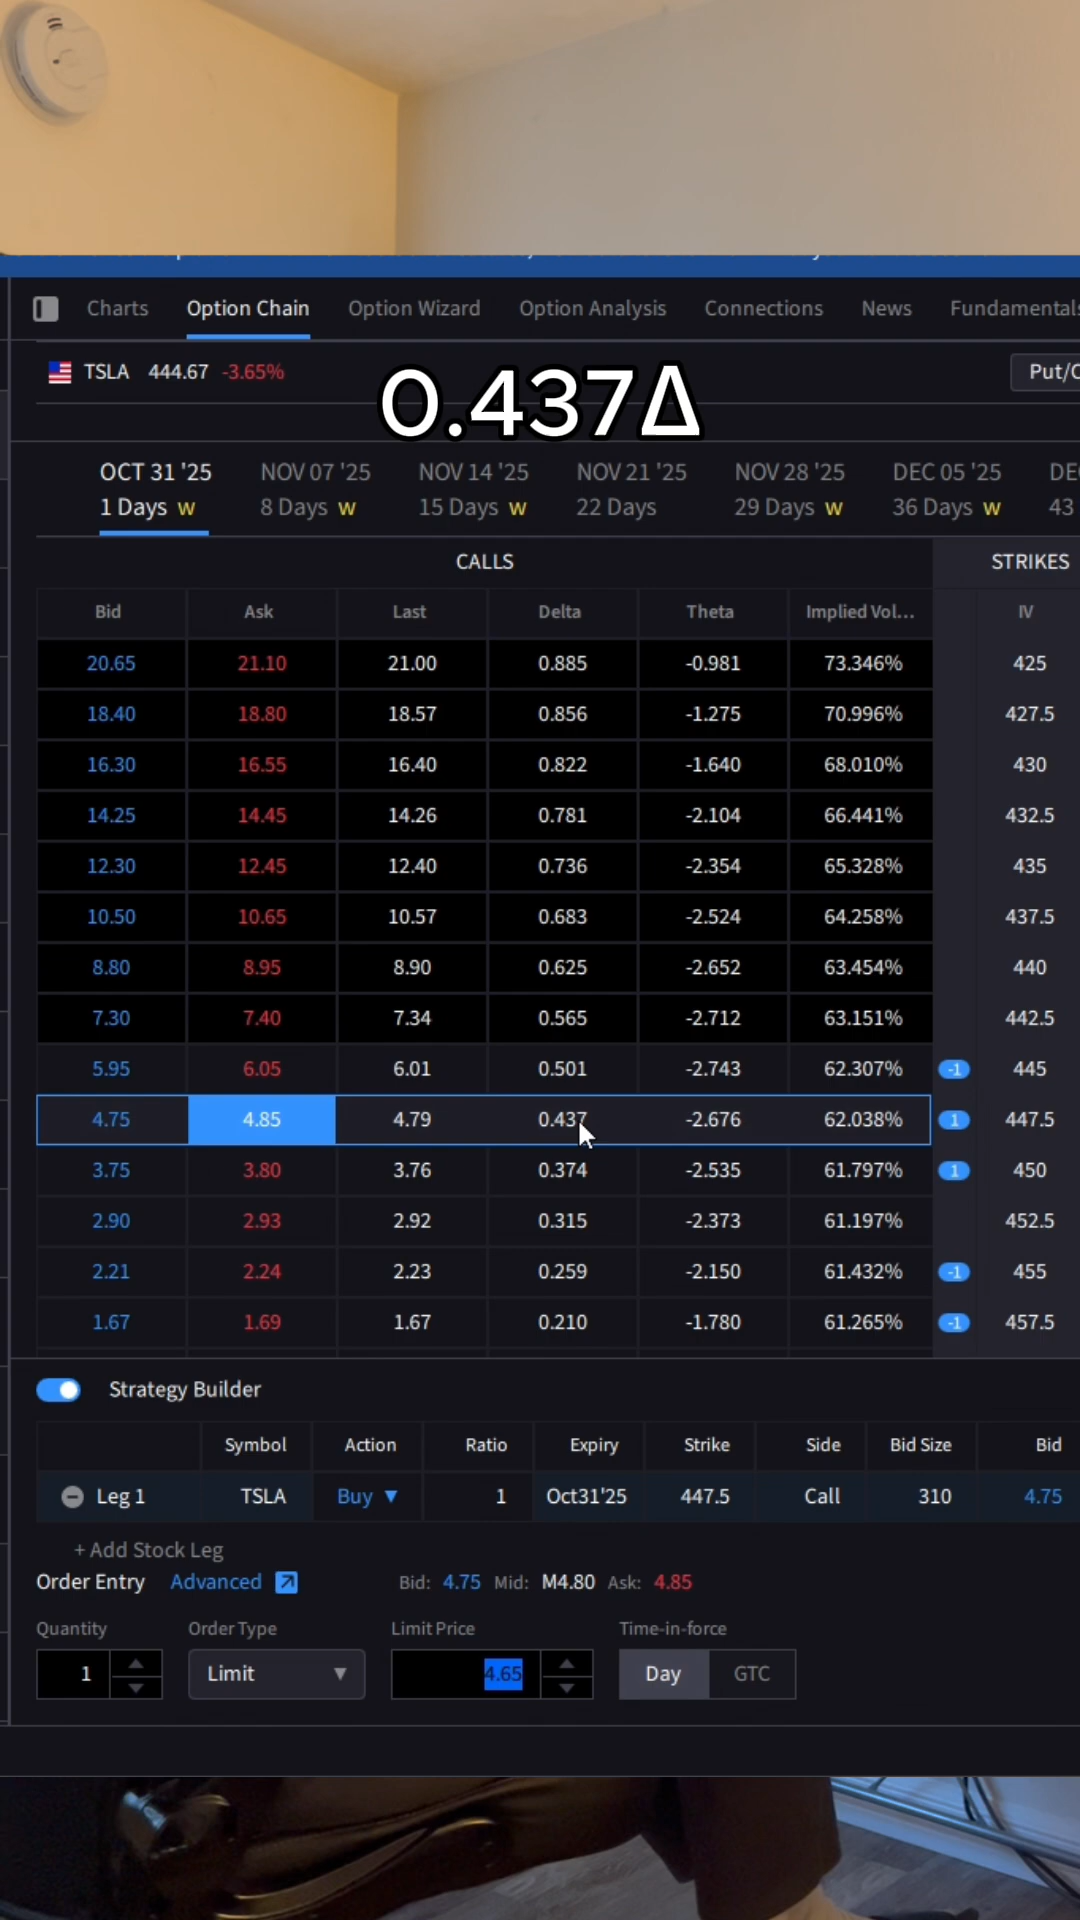 Charts Option Chain Option Wizard Option Analysis Connections News Fundamentals
TSLA 444.67 -3.65%
0.437Δ
OCT 31 '25 NOV 07 '25 NOV 14 '25 NOV 21 '25 NOV 28 '25 DEC 05 '25
1 Days w 8 Days w 15 Days w 22 Days 29 Days w 36 Days w 43
CALLS STRIKES
Bid Ask Last Delta Theta Implied Vol... IV
20.65 21.10 21.00 0.885 -0.981 73.346% 425
18.40 18.80 18.57 0.856 -1.275 70.996% 427.5
16.30 16.55 16.40 0.822 -1.640 68.010% 430
14.25 14.45 14.26 0.781 -2.104 66.441% 432.5
12.30 12.45 12.40 0.736 -2.354 65.328% 435
10.50 10.65 10.57 0.683 -2.524 64.258% 437.5
8.80 8.95 8.90 0.625 -2.652 63.454% 440
7.30 7.40 7.34 0.565 -2.712 63.151% 442.5
5.95 6.05 6.01 0.501 -2.743 62.307% -1 445
4.75 4.85 4.79 0.437 -2.676 62.038% 1 447.5
3.75 3.80 3.76 0.374 -2.535 61.797% 1 450
2.90 2.93 2.92 0.315 -2.373 61.197% 452.5
2.21 2.24 2.23 0.259 -2.150 61.432% -1 455
1.67 1.69 1.67 0.210 -1.780 61.265% -1 457.5
Strategy Builder
Symbol Action Ratio Expiry Strike Side Bid Size Bid
Leg 1 TSLA Buy 1 Oct31'25 447.5 Call 310 4.75
+ Add Stock Leg
Order Entry Advanced Bid: 4.75 Mid: M4.80 Ask: 4.85
Quantity Order Type Limit Price Time-in-force
1 Limit 4.65 Day GTC